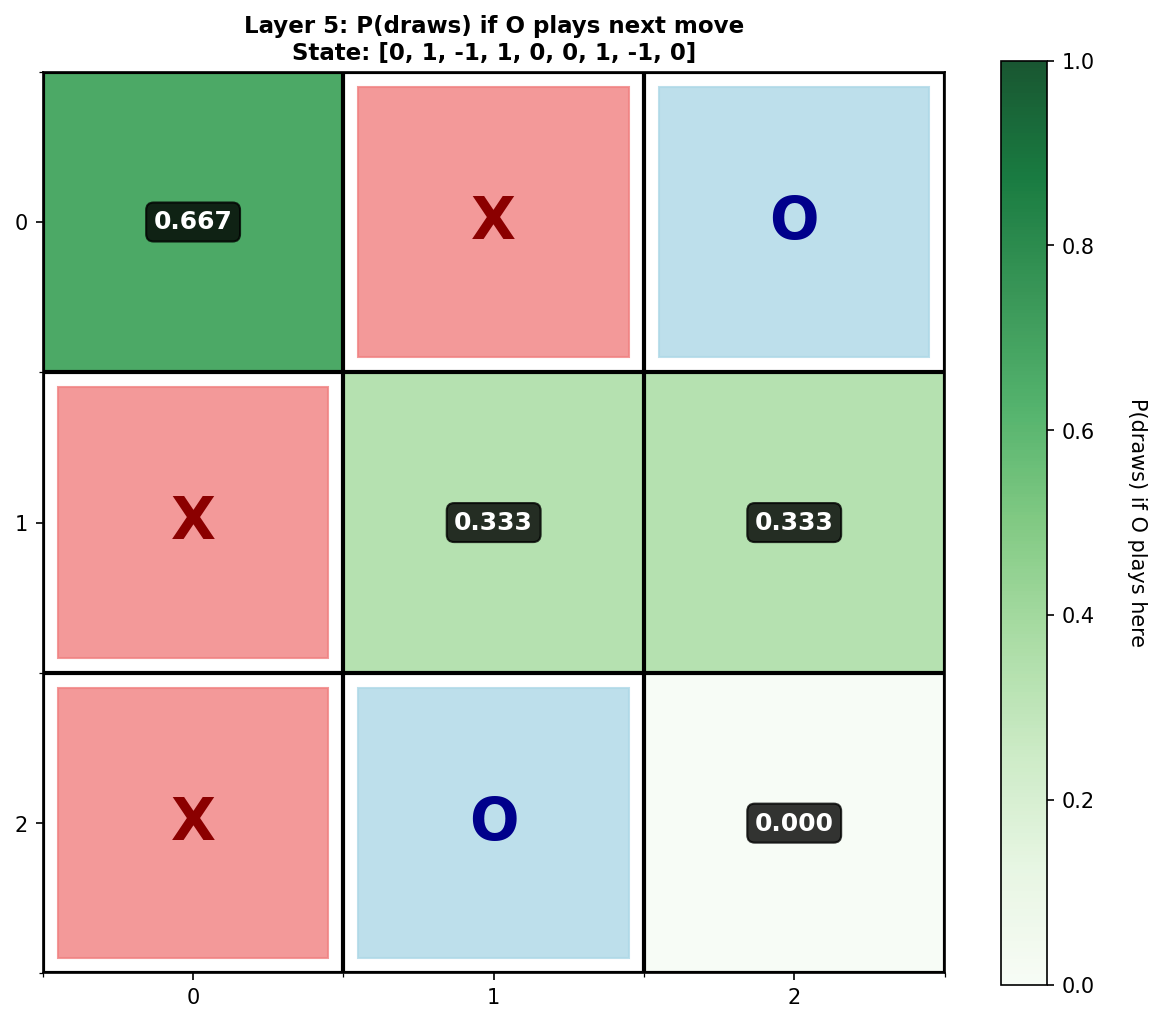 Layer 5: P(draws) if O plays next move
State: [0, 1, -1, 1, 0, 0, 1, -1, 0]
1.0
0.8
0.6
0.4
0.2
0.0
P(draws) if O plays here
0
0.667
X
O
1
X
0.333
0.333
2
X
O
0.000
0
1
2